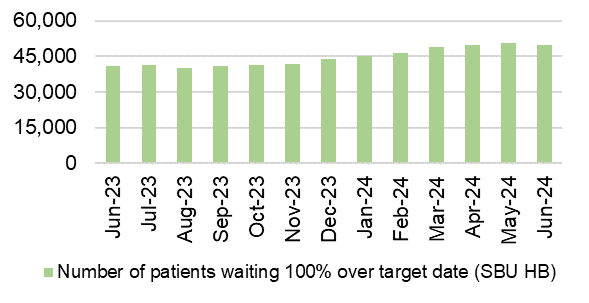 60,000
45,000
30,000
15,000
0
Jun-23
Jul-23
Aug-23
Sep-23
Oct-23
Nov-23
Dec-23
Jan-24
Feb-24
Mar-24
Apr-24
May-24
Jun-24
Number of patients waiting 100% over target date (SBU HB)